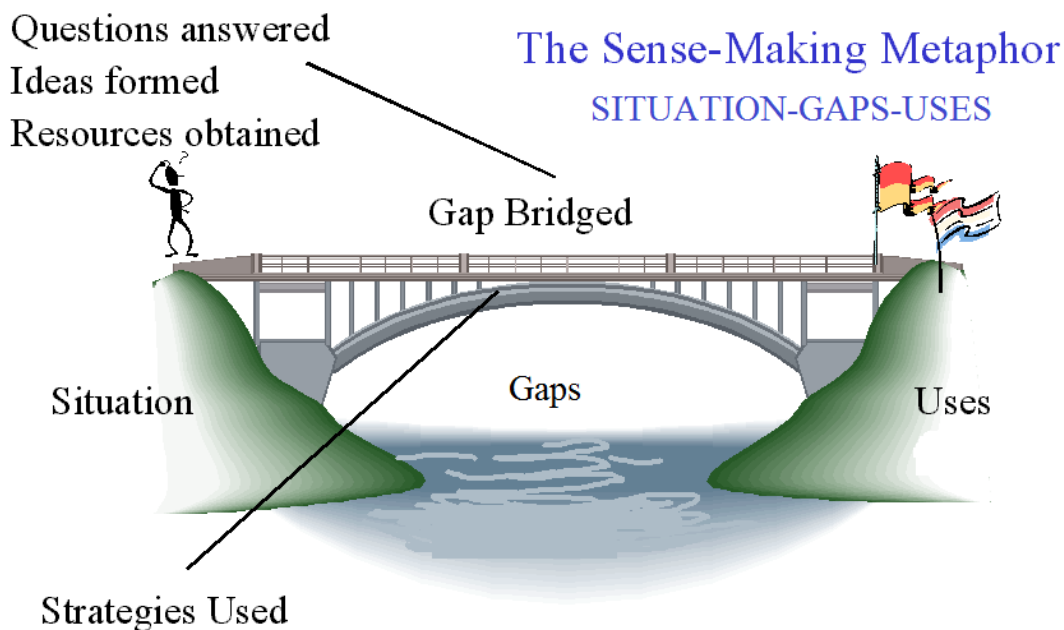 Questions answered
Ideas formed
Resources obtained
The Sense-Making Metaphor
SITUATION-GAPS-USES
?
Gap Bridged
Situation
Gaps
Uses
Strategies Used